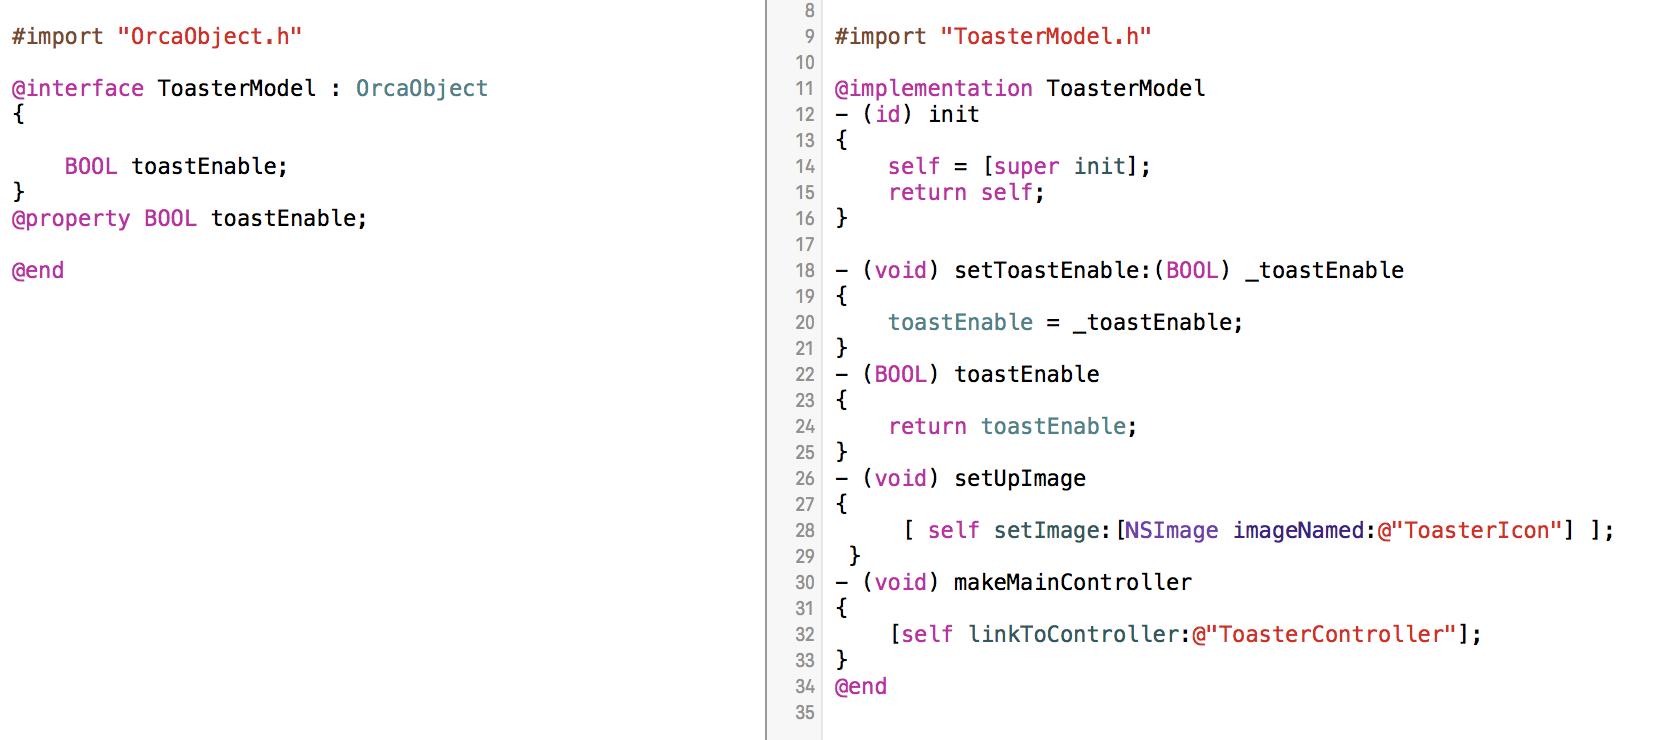 #import "OrcaObject.h"
@interface ToasterModel : OrcaObject
{
BOOL toastEnable;
}
@property BOOL toastEnable;
@end
8
9 #import "ToasterModel.h"
10
11 @implementation ToasterModel
12 - (id) init
13 {
14 self = [super init];
15 return self;
16 }
17
18 - (void) setToastEnable:(BOOL) _toastEnable
19 {
20 toastEnable = _toastEnable;
21 }
22 - (BOOL) toastEnable
23 {
24 return toastEnable;
25 }
26 - (void) setUpImage
27 {
28 [ self setImage:[NSImage imageNamed:@"ToasterIcon"] ];
29 }
30 - (void) makeMainController
31 {
32 [self linkToController:@"ToasterController"];
33 }
34 @end
35